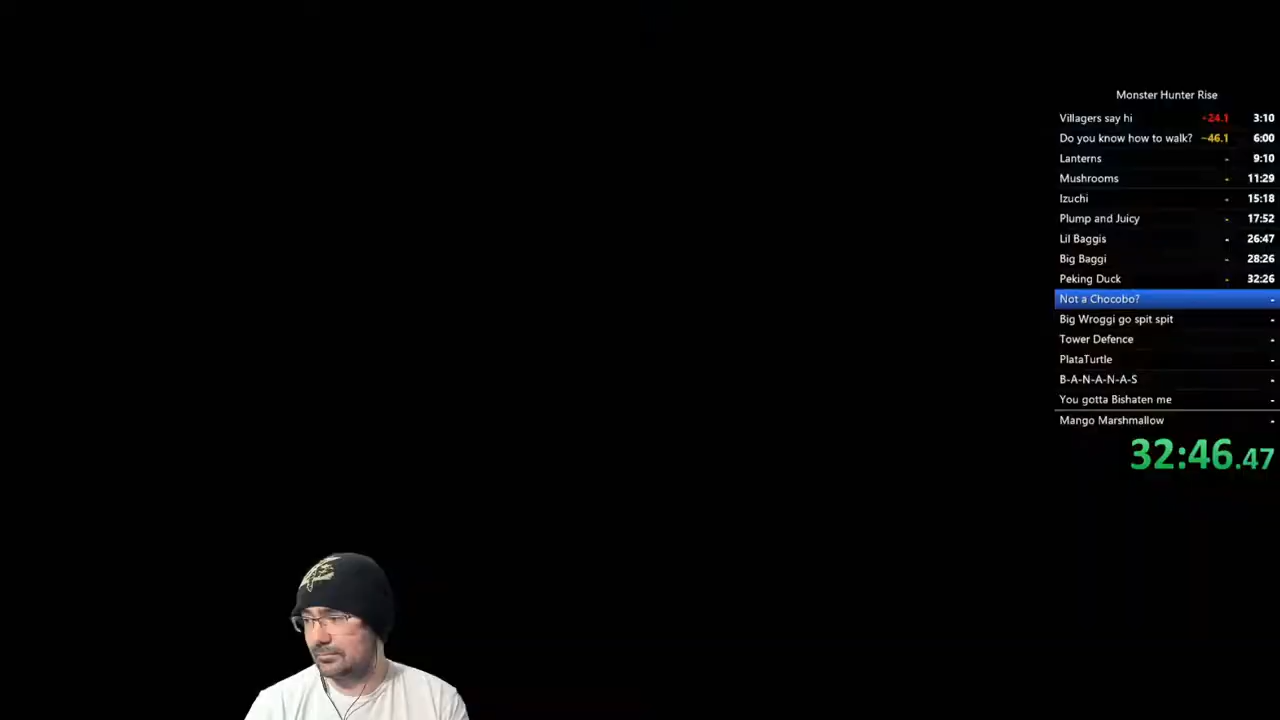 Monster Hunter Rise
Villagers say hi -24.1 3:10
Do you know how to walk? -46.1 6:00
Lanterns - 9:10
Mushrooms - 11:29
Izuchi - 15:18
Plump and Juicy - 17:52
Lil Baggis - 26:47
Big Baggi - 28:26
Peking Duck - 32:26
Not a Chocobo? -
Big Wroggi go spit spit -
Tower Defence -
PlataTurtle -
B-A-N-A-N-A-S -
You gotta Bishaten me -
Mango Marshmallow -
32:46.47